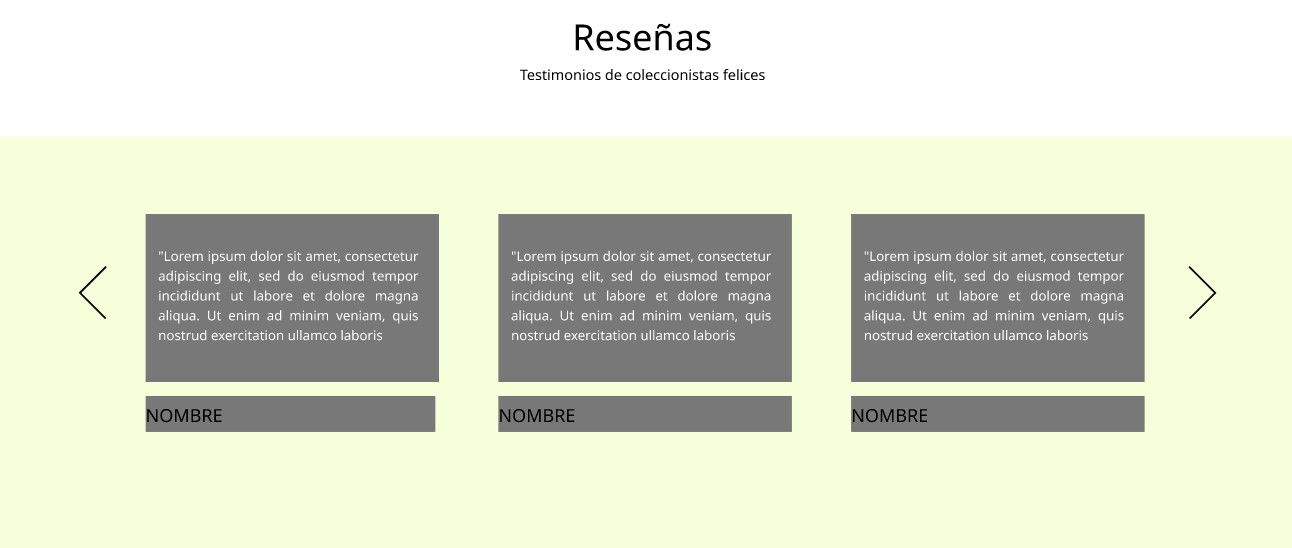 Reseñas
Testimonios de coleccionistas felices
"Lorem ipsum dolor sit amet, consectetur
adipiscing elit, sed do eiusmod tempor
incididunt ut labore et dolore magna
aliqua. Ut enim ad minim veniam, quis
nostrud exercitation ullamco laboris
NOMBRE
"Lorem ipsum dolor sit amet, consectetur
adipiscing elit, sed do eiusmod tempor
incididunt ut labore et dolore magna
aliqua. Ut enim ad minim veniam, quis
nostrud exercitation ullamco laboris
NOMBRE
"Lorem ipsum dolor sit amet, consectetur
adipiscing elit, sed do eiusmod tempor
incididunt ut labore et dolore magna
aliqua. Ut enim ad minim veniam, quis
nostrud exercitation ullamco laboris
NOMBRE